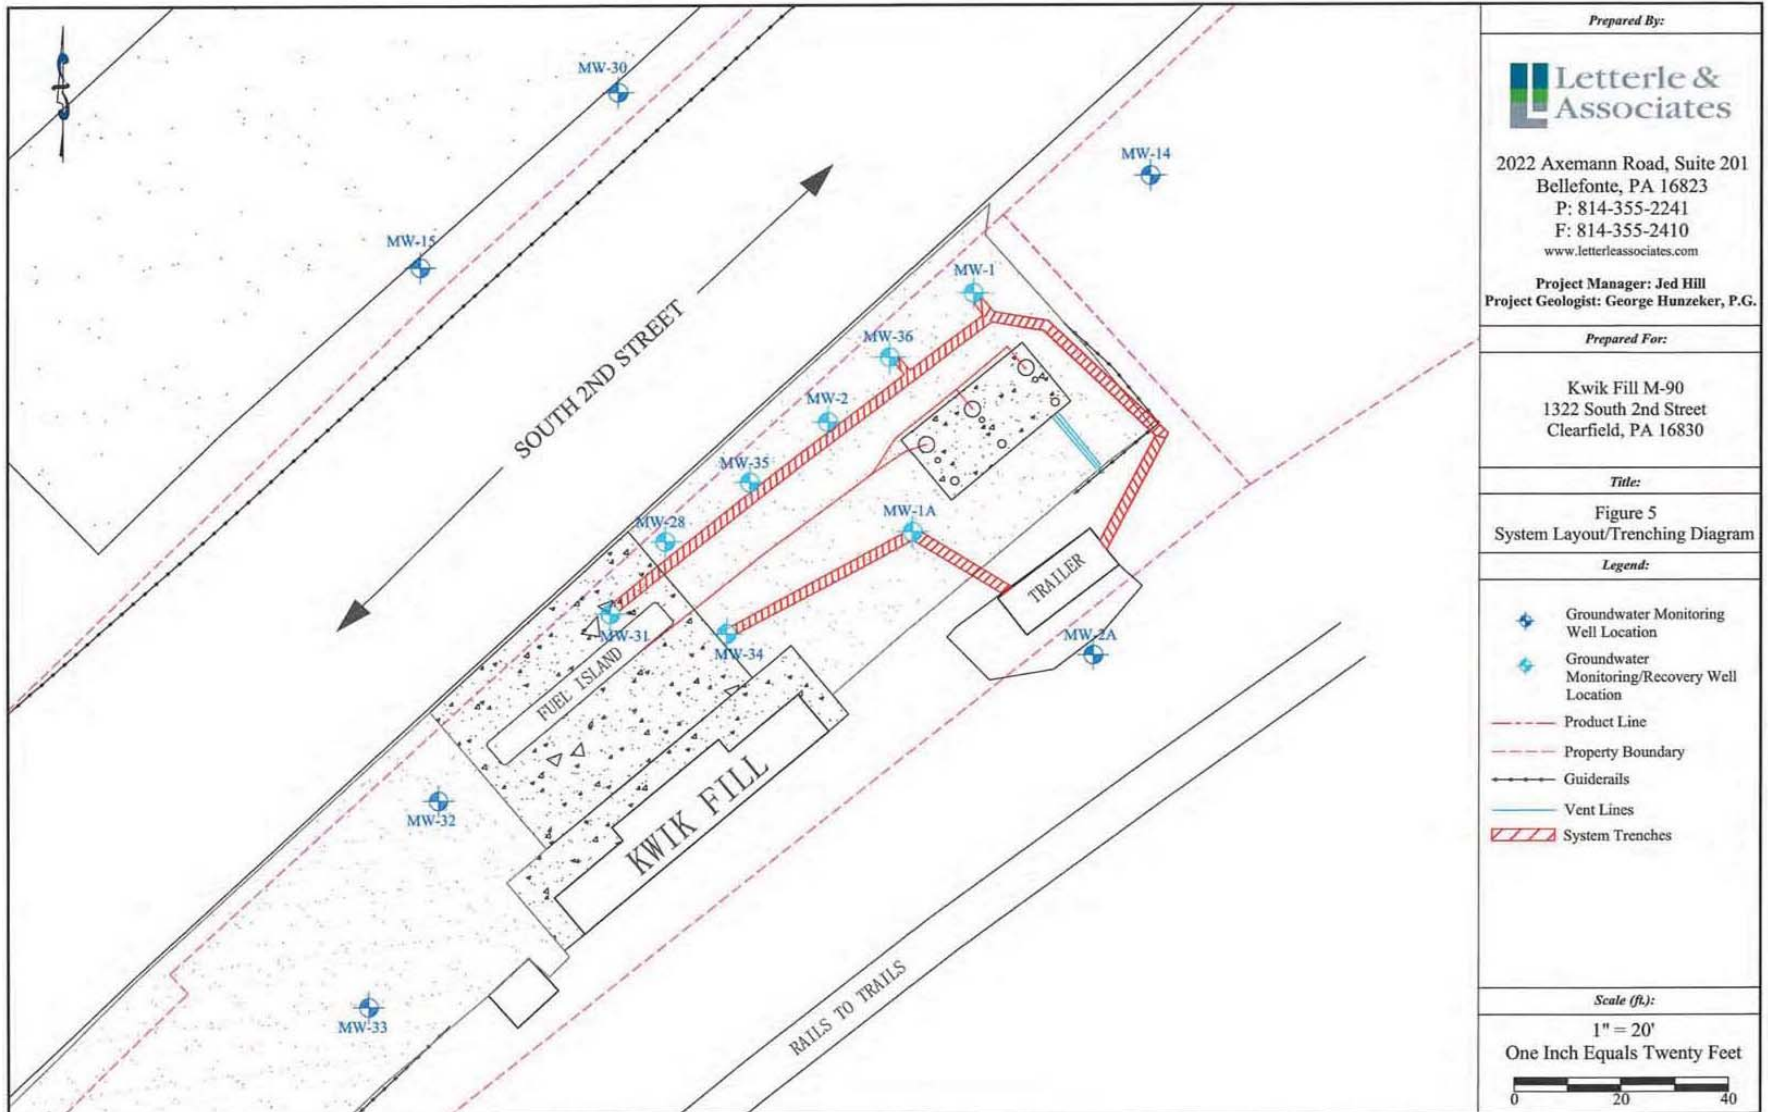 MW-30
MW-14
MW-15
MW-1
MW-36
SOUTH 2ND STREET
MW-2
MW-35
MW-1A
MW-28
TRAILER
MW-31
MW-2A
MW-34
FUEL ISLAND
KWIK FILL
MW-32
RAILS TO TRAILS
MW-33
Prepared By:
Letterle &
Associates
2022 Axemann Road, Suite 201
Bellefonte, PA 16823
P: 814-355-2241
F: 814-355-2410
www.letterleassociates.com
Project Manager: Jed Hill
Project Geologist: George Hunzeker, P.G.
Prepared For:
Kwik Fill M-90
1322 South 2nd Street
Clearfield, PA 16830
Title:
Figure 5
System Layout/Trenching Diagram
Legend:
Groundwater Monitoring
Well Location
Groundwater
Monitoring/Recovery Well
Location
Product Line
Property Boundary
Guiderails
Vent Lines
System Trenches
Scale (ft.):
1" = 20'
One Inch Equals Twenty Feet
0 20 40